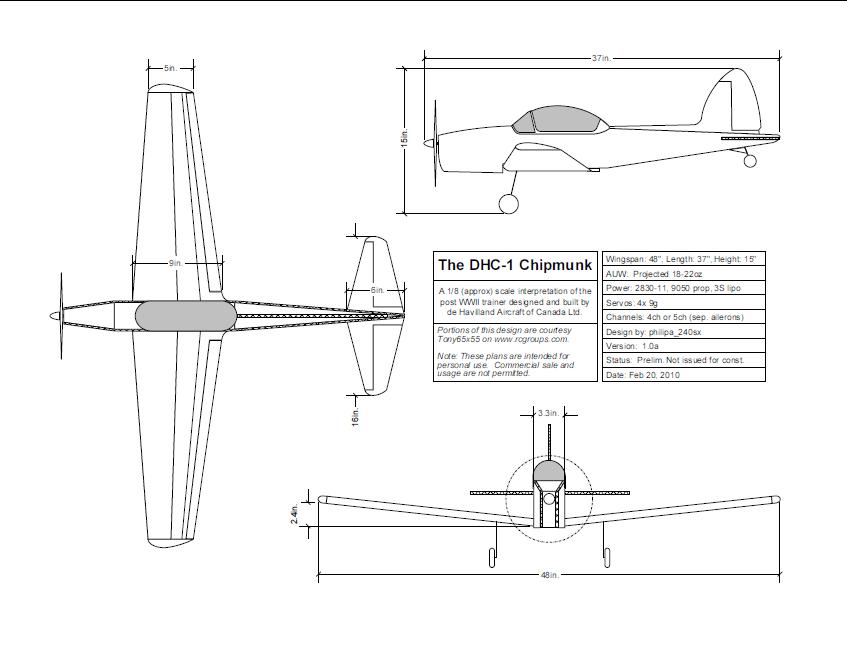 5in.
37in.
15in.
9in.
6in.
16in.
The DHC-1 Chipmunk
A 1/8 (approx) scale interpretation of the
post WWII trainer designed and built by
de Havilland Aircraft of Canada Ltd.
Portions of this design are courtesy
Tony65x55 on www.rcgroups.com.
Note: These plans are intended for
personal use. Commercial sale and
usage are not permitted.
Wingspan: 48", Length: 37", Height: 15"
AUW: Projected 18-22oz
Power: 2830-11, 9050 prop, 3S lipo
Servos: 4x 9g
Channels: 4ch or 5ch (sep. ailerons)
Design by: philipa_240sx
Version: 1.0a
Status: Prelim. Not issued for const.
Date: Feb 20, 2010
3.3in.
2.4in.
48in.